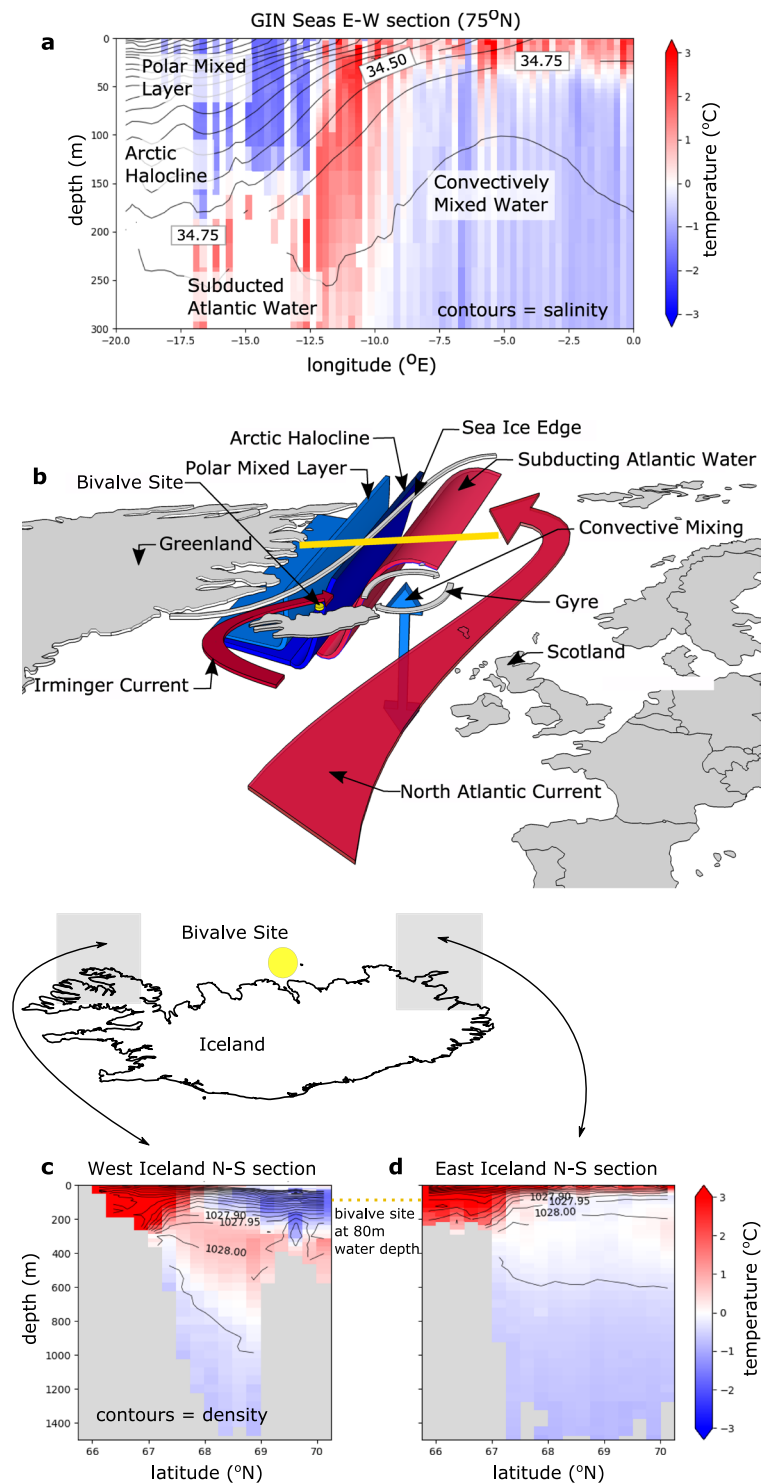 GIN Seas E-W section (75°N)
a
0
50
100
150
200
250
300
depth (m)
Polar Mixed
Layer
34.50
34.75
Arctic
Halocline
Convectively
Mixed Water
34.75
Subducted
Atlantic Water
contours = salinity
-20.0
-17.5
-15.0
-12.5
-10.0
-7.5
-5.0
-2.5
0.0
longitude (°E)
3
2
1
0
-1
-2
-3
temperature (°C)
b
Sea Ice Edge
Arctic Halocline
Subducting Atlantic Water
Polar Mixed Layer
Bivalve Site
Convective Mixing
Greenland
Gyre
Scotland
Irminger Current
North Atlantic Current
Bivalve Site
Iceland
c West Iceland N-S section
0
200
400
600
800
1000
1200
1400
depth (m)
1027.90
1027.95
1028.00
contours = density
66
67
68
69
70
latitude (°N)
bivalve site
at 80m
water depth
d East Iceland N-S section
1027.90
1027.95
1028.00
66
67
68
69
70
latitude (°N)
3
2
1
0
-1
-2
-3
temperature (°C)